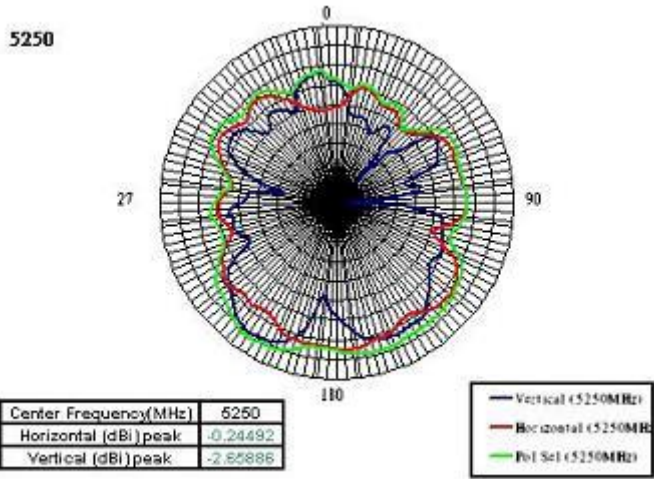 5250
0
27
90
180
Center Frequency(MHz) 5250
Horizontal (dBi)peak -0.24492
Vertical (dBi)peak -2.65886
Vertical (5250MHz)
Horizontal (5250MHz
Pol Sel (5250MHz)